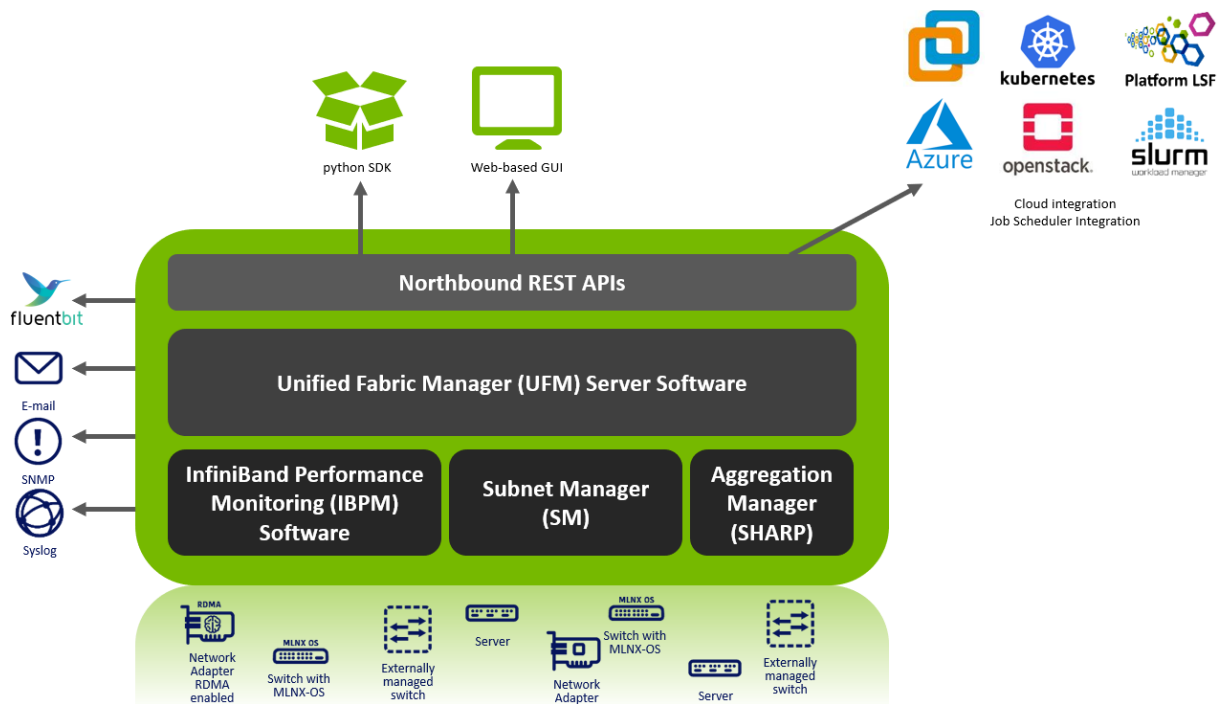 kubernetes
Platform LSF
Azure
openstack.
slurm
workload manager
Cloud integration
Job Scheduler Integration
python SDK
Web-based GUI
Northbound REST APIs
fluentbit
Unified Fabric Manager (UFM) Server Software
E-mail
SNMP
Syslog
InfiniBand Performance
Monitoring (IBPM)
Software
Subnet Manager
(SM)
Aggregation
Manager
(SHARP)
RDMA
Network
Adapter
RDMA
enabled
MLNX OS
Switch with
MLNX-OS
Externally
managed
switch
Server
Network
Adapter
MLNX OS
Switch with
MLNX-OS
Server
Externally
managed
switch